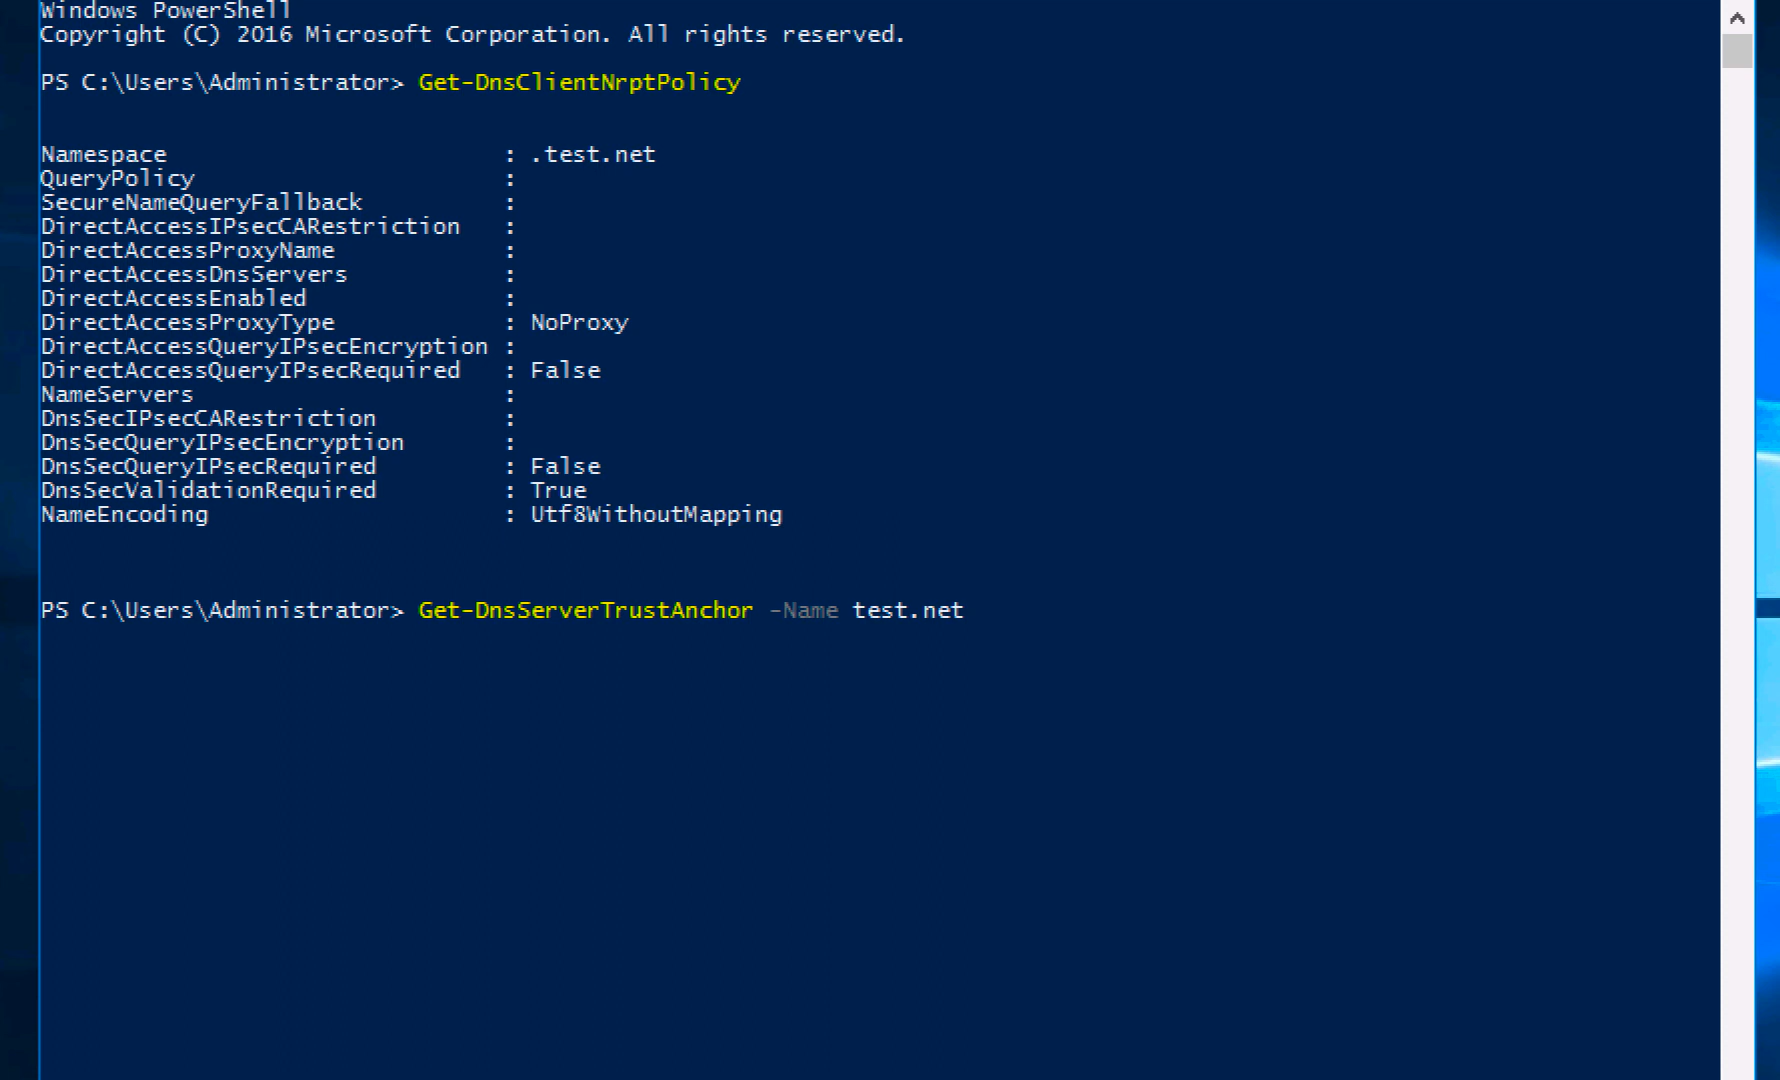 Windows PowerShell
Copyright (C) 2016 Microsoft Corporation. All rights reserved.
PS C:\Users\Administrator> Get-DnsClientNrptPolicy
Namespace : .test.net
QueryPolicy :
SecureNameQueryFallback :
DirectAccessIPsecCARestriction :
DirectAccessProxyName :
DirectAccessDnsServers :
DirectAccessEnabled :
DirectAccessProxyType : NoProxy
DirectAccessQueryIPsecEncryption :
DirectAccessQueryIPsecRequired : False
NameServers :
DnsSecIPsecCARestriction :
DnsSecQueryIPsecEncryption :
DnsSecQueryIPsecRequired : False
DnsSecValidationRequired : True
NameEncoding : Utf8WithoutMapping
PS C:\Users\Administrator> Get-DnsServerTrustAnchor -Name test.net